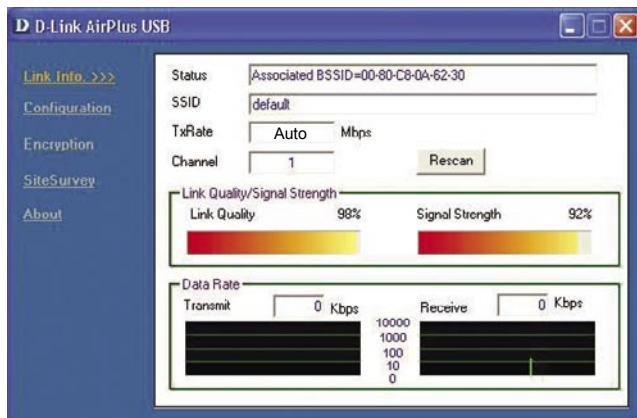 D D-Link AirPlus USB
Link Info. >>>
Configuration
Encryption
SiteSurvey
About
Status Associated BSSID=00-80-C8-0A-62-30
SSID default
TxRate Auto Mbps
Channel 1 Rescan
Link Quality/Signal Strength
Link Quality 98% Signal Strength 92%
Data Rate
Transmit 0 Kbps Receive 0 Kbps
10000
1000
100
10
0